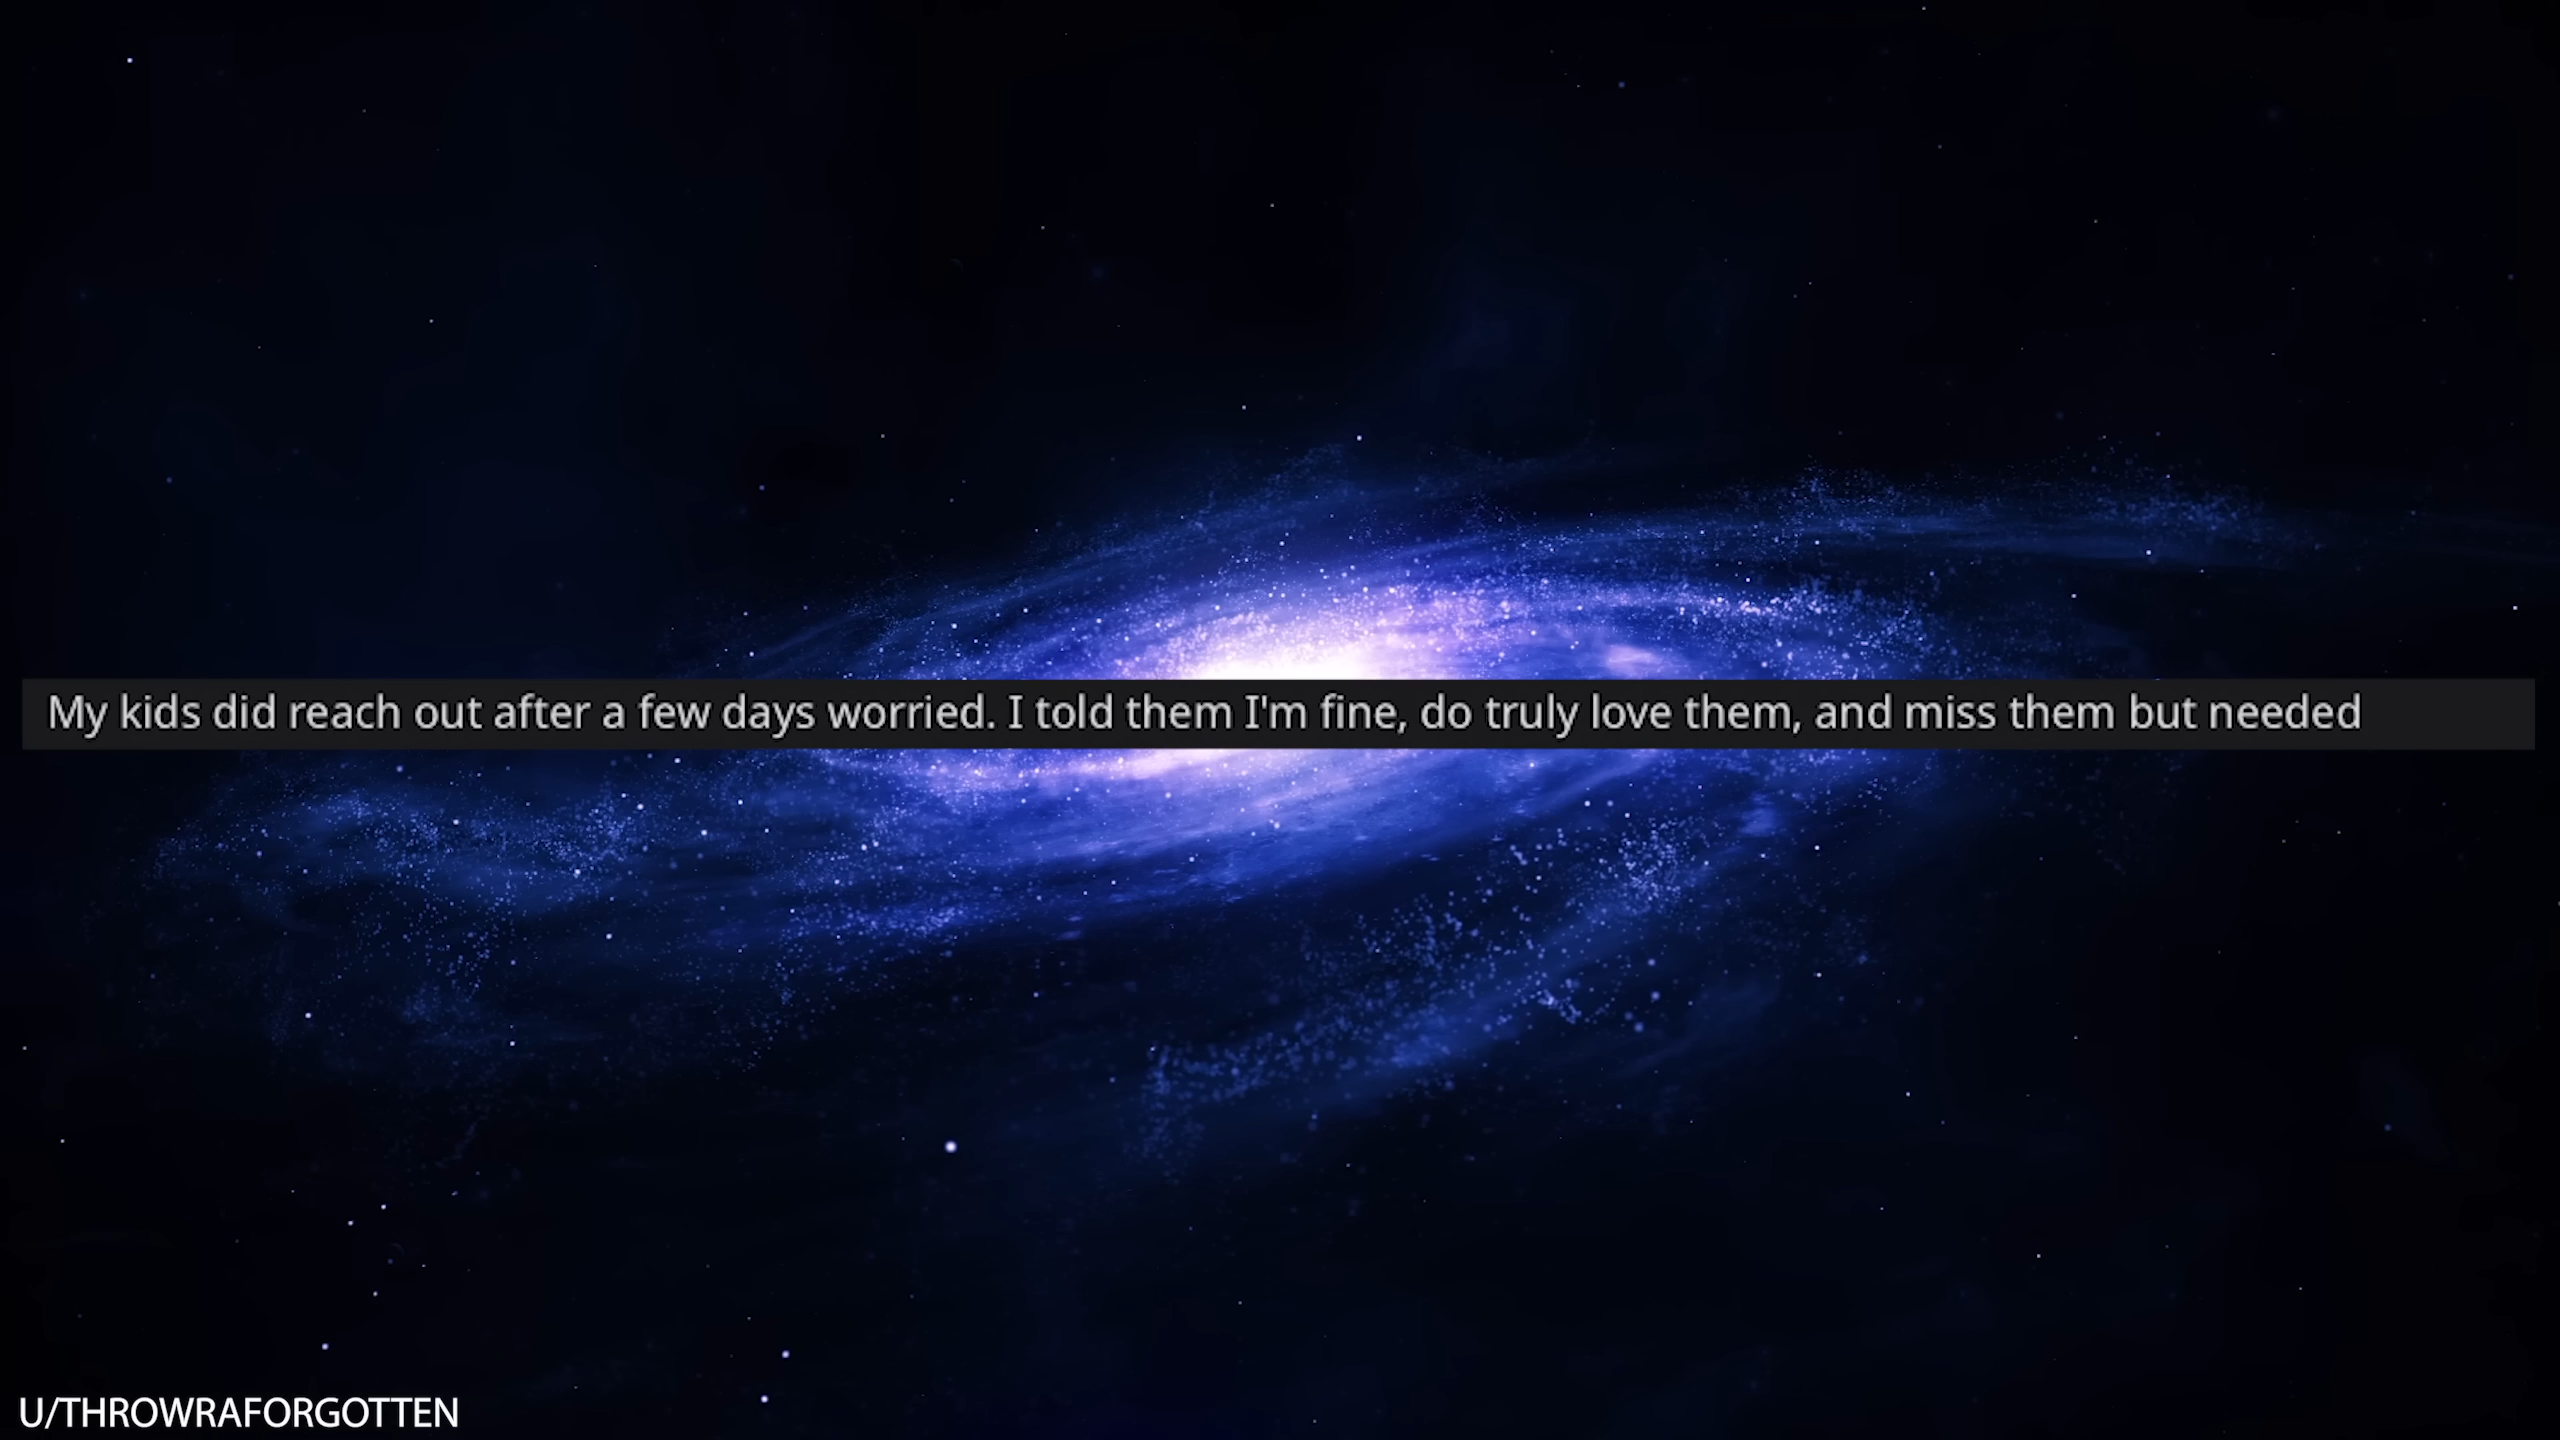 My kids did reach out after a few days worried. I told them I'm fine, do truly love them, and miss them but needed
U/THROWRAFORGOTTEN